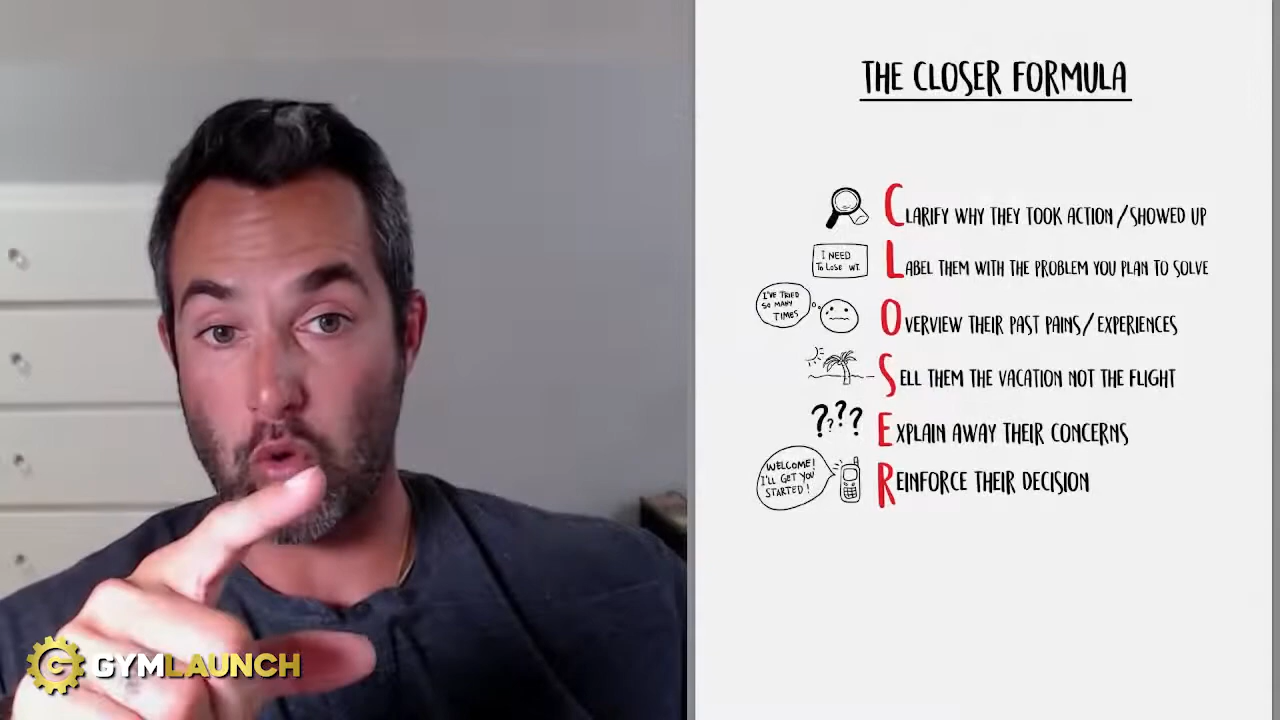 THE CLOSER FORMULA
CLARIFY WHY THEY TOOK ACTION/SHOWED UP
I NEED
To LOSE WT.
LABEL THEM WITH THE PROBLEM YOU PLAN TO SOLVE
I'VE TRIED
SO MANY
TIMES
OVERVIEW THEIR PAST PAINS/EXPERIENCES
SELL THEM THE VACATION NOT THE FLIGHT
????
EXPLAIN AWAY THEIR CONCERNS
WELCOME!
I'LL GET YOU
STARTED!
REINFORCE THEIR DECISION
G GYMLAUNCH